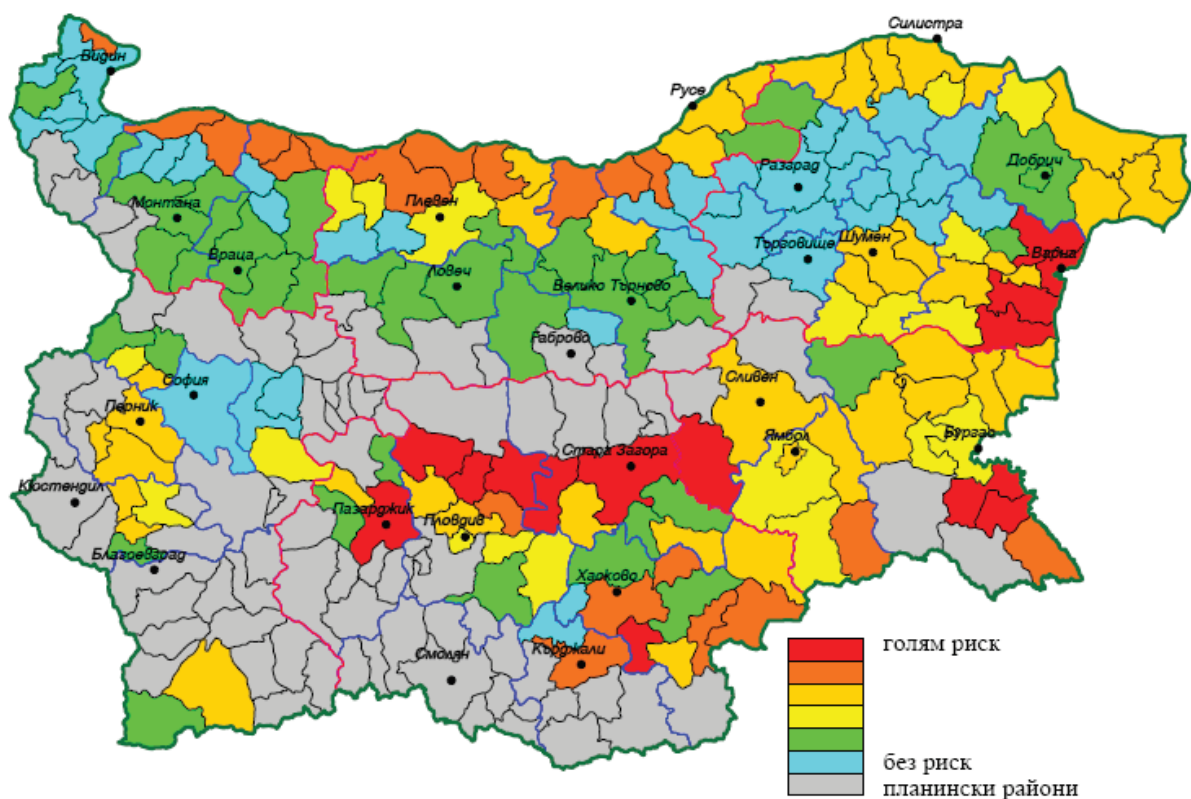 Силистра
Видин
Русе
Добрич
Разград
Монтана
Плевен
Шумен
Търговище
Варна
Враца
Ловеч
Велико Търново
Габрово
София
Сливен
Перник
Бургас
Ямбол
Стара Загора
Кюстендил
Пазарджик
Пловдив
Благоевград
Хасково
Смолян
Кърджали
голям риск
без риск
планински райони